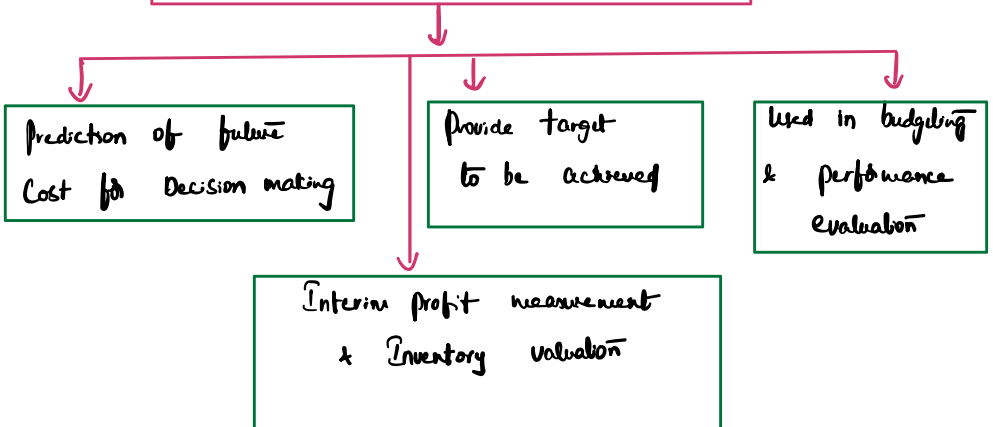 Prediction of future
Cost for Decision making
Provide target
to be achieved
Used in budgeting
& performance
evaluation
Interim profit measurement
& Inventory valuation